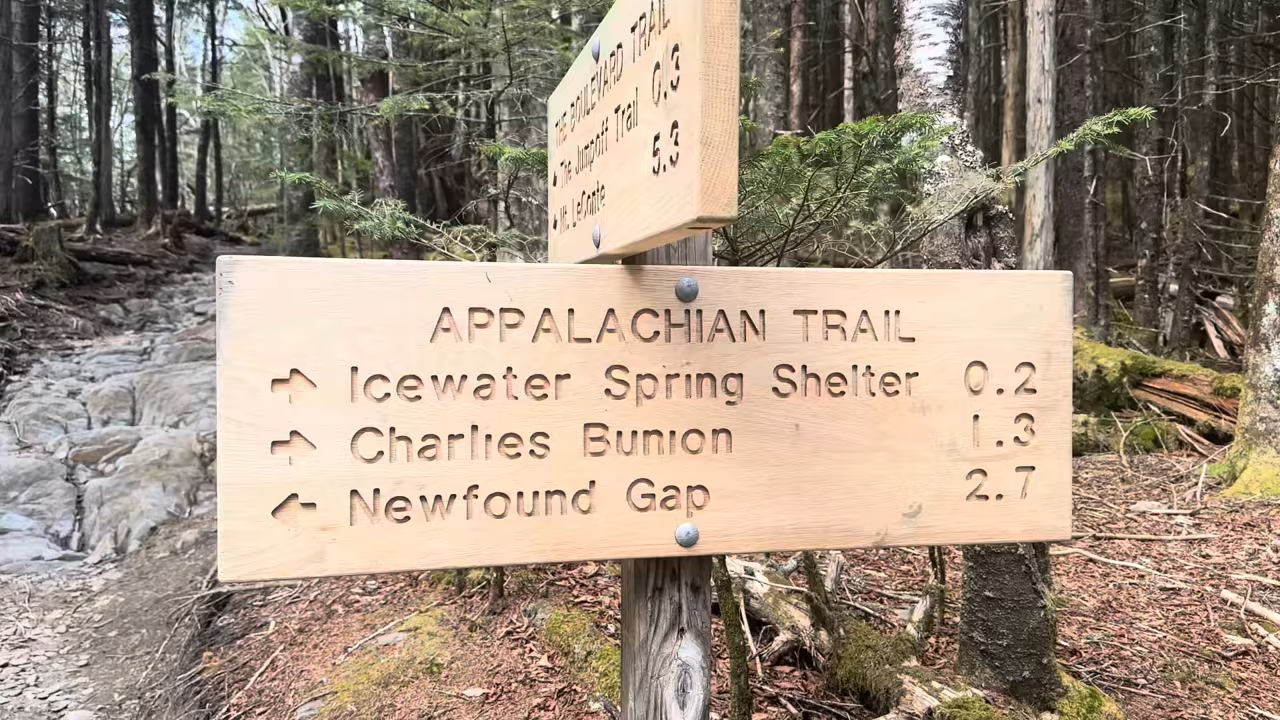 THE BOULEVARD TRAIL
← The Jumpoff Trail 0.3
← Mt. LeConte 5.3
APPALACHIAN TRAIL
→ Icewater Spring Shelter 0.2
→ Charlies Bunion 1.3
← Newfound Gap 2.7